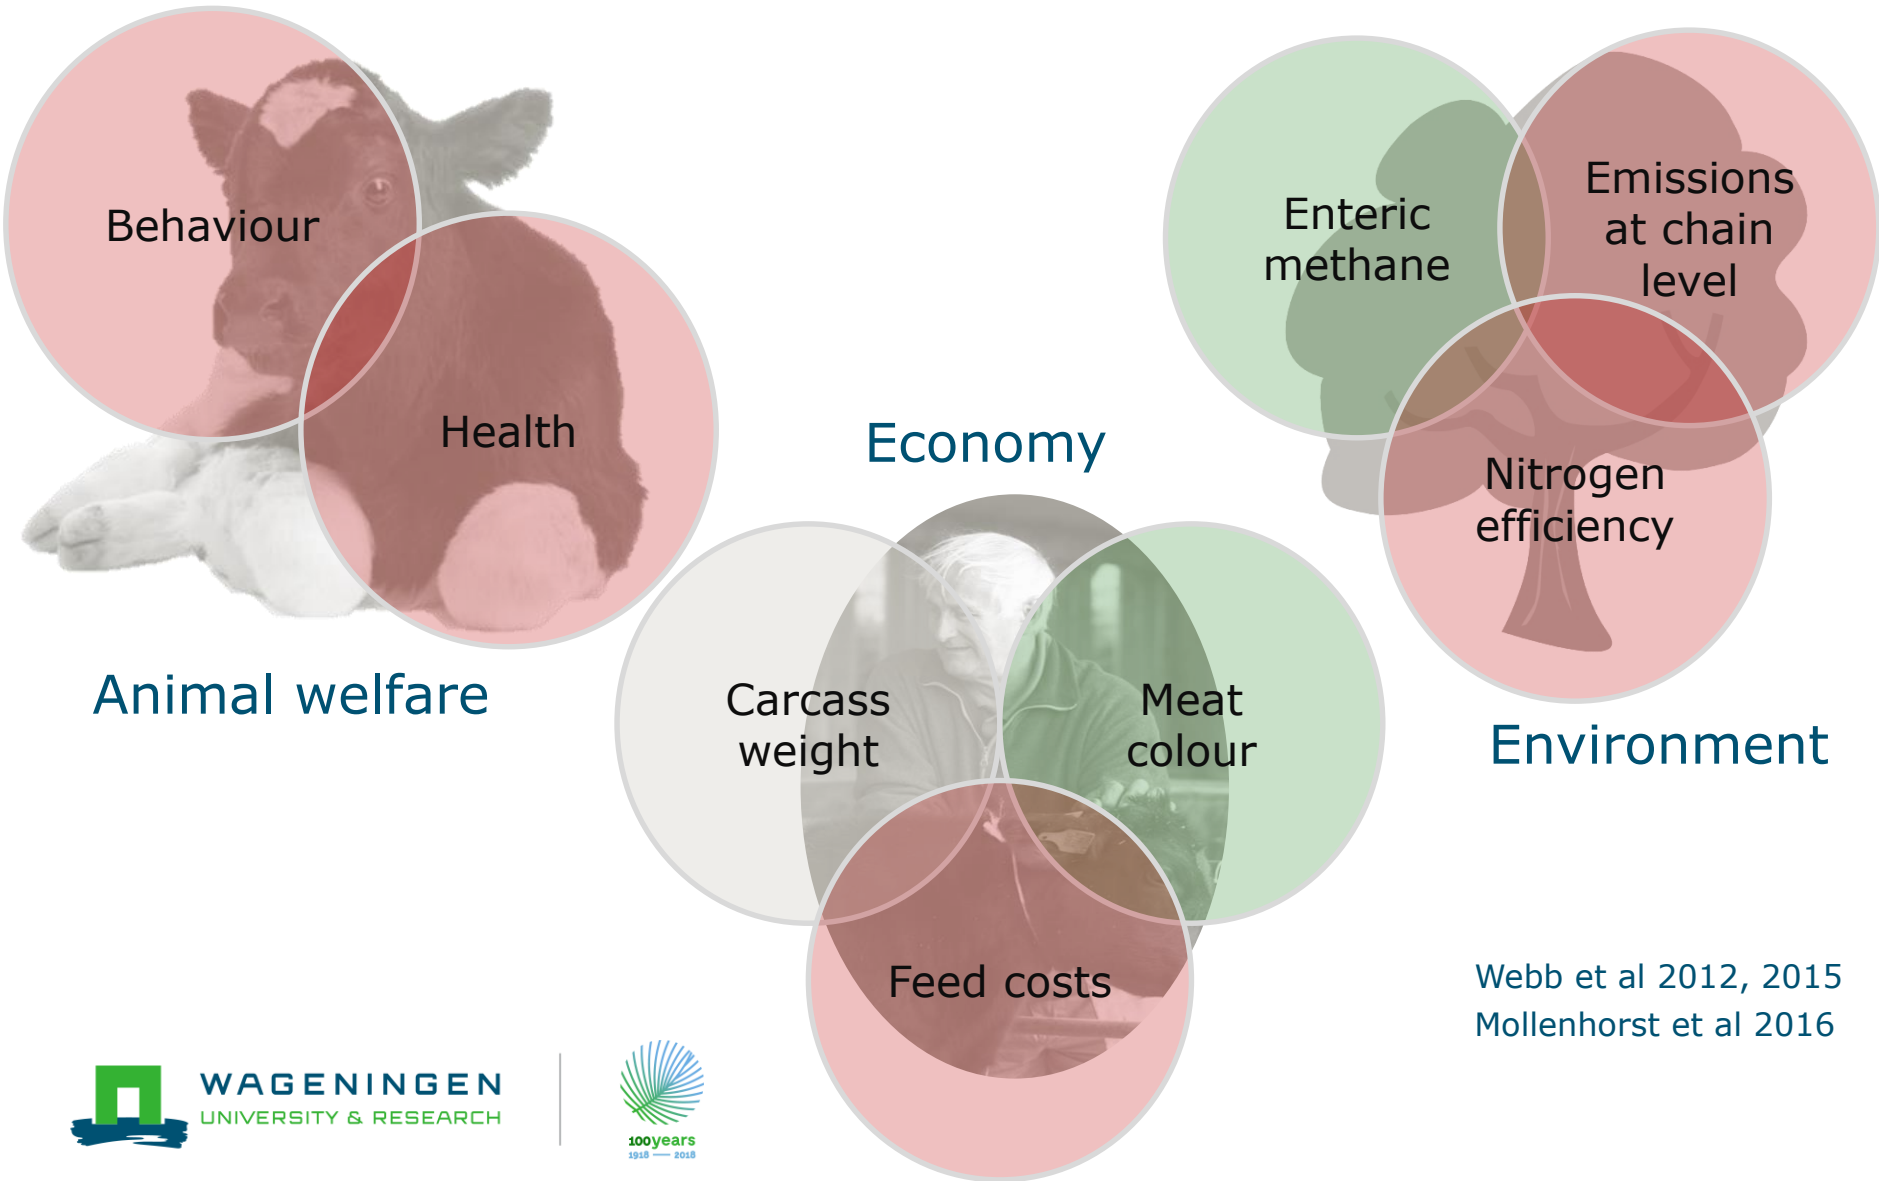 Behaviour
Health
Animal welfare
Economy
Carcass
weight
Meat
colour
Feed costs
Enteric
methane
Emissions
at chain
level
Nitrogen
efficiency
Environment
Webb et al 2012, 2015
Mollenhorst et al 2016
WAGENINGEN
UNIVERSITY & RESEARCH
100years
1918 — 2018